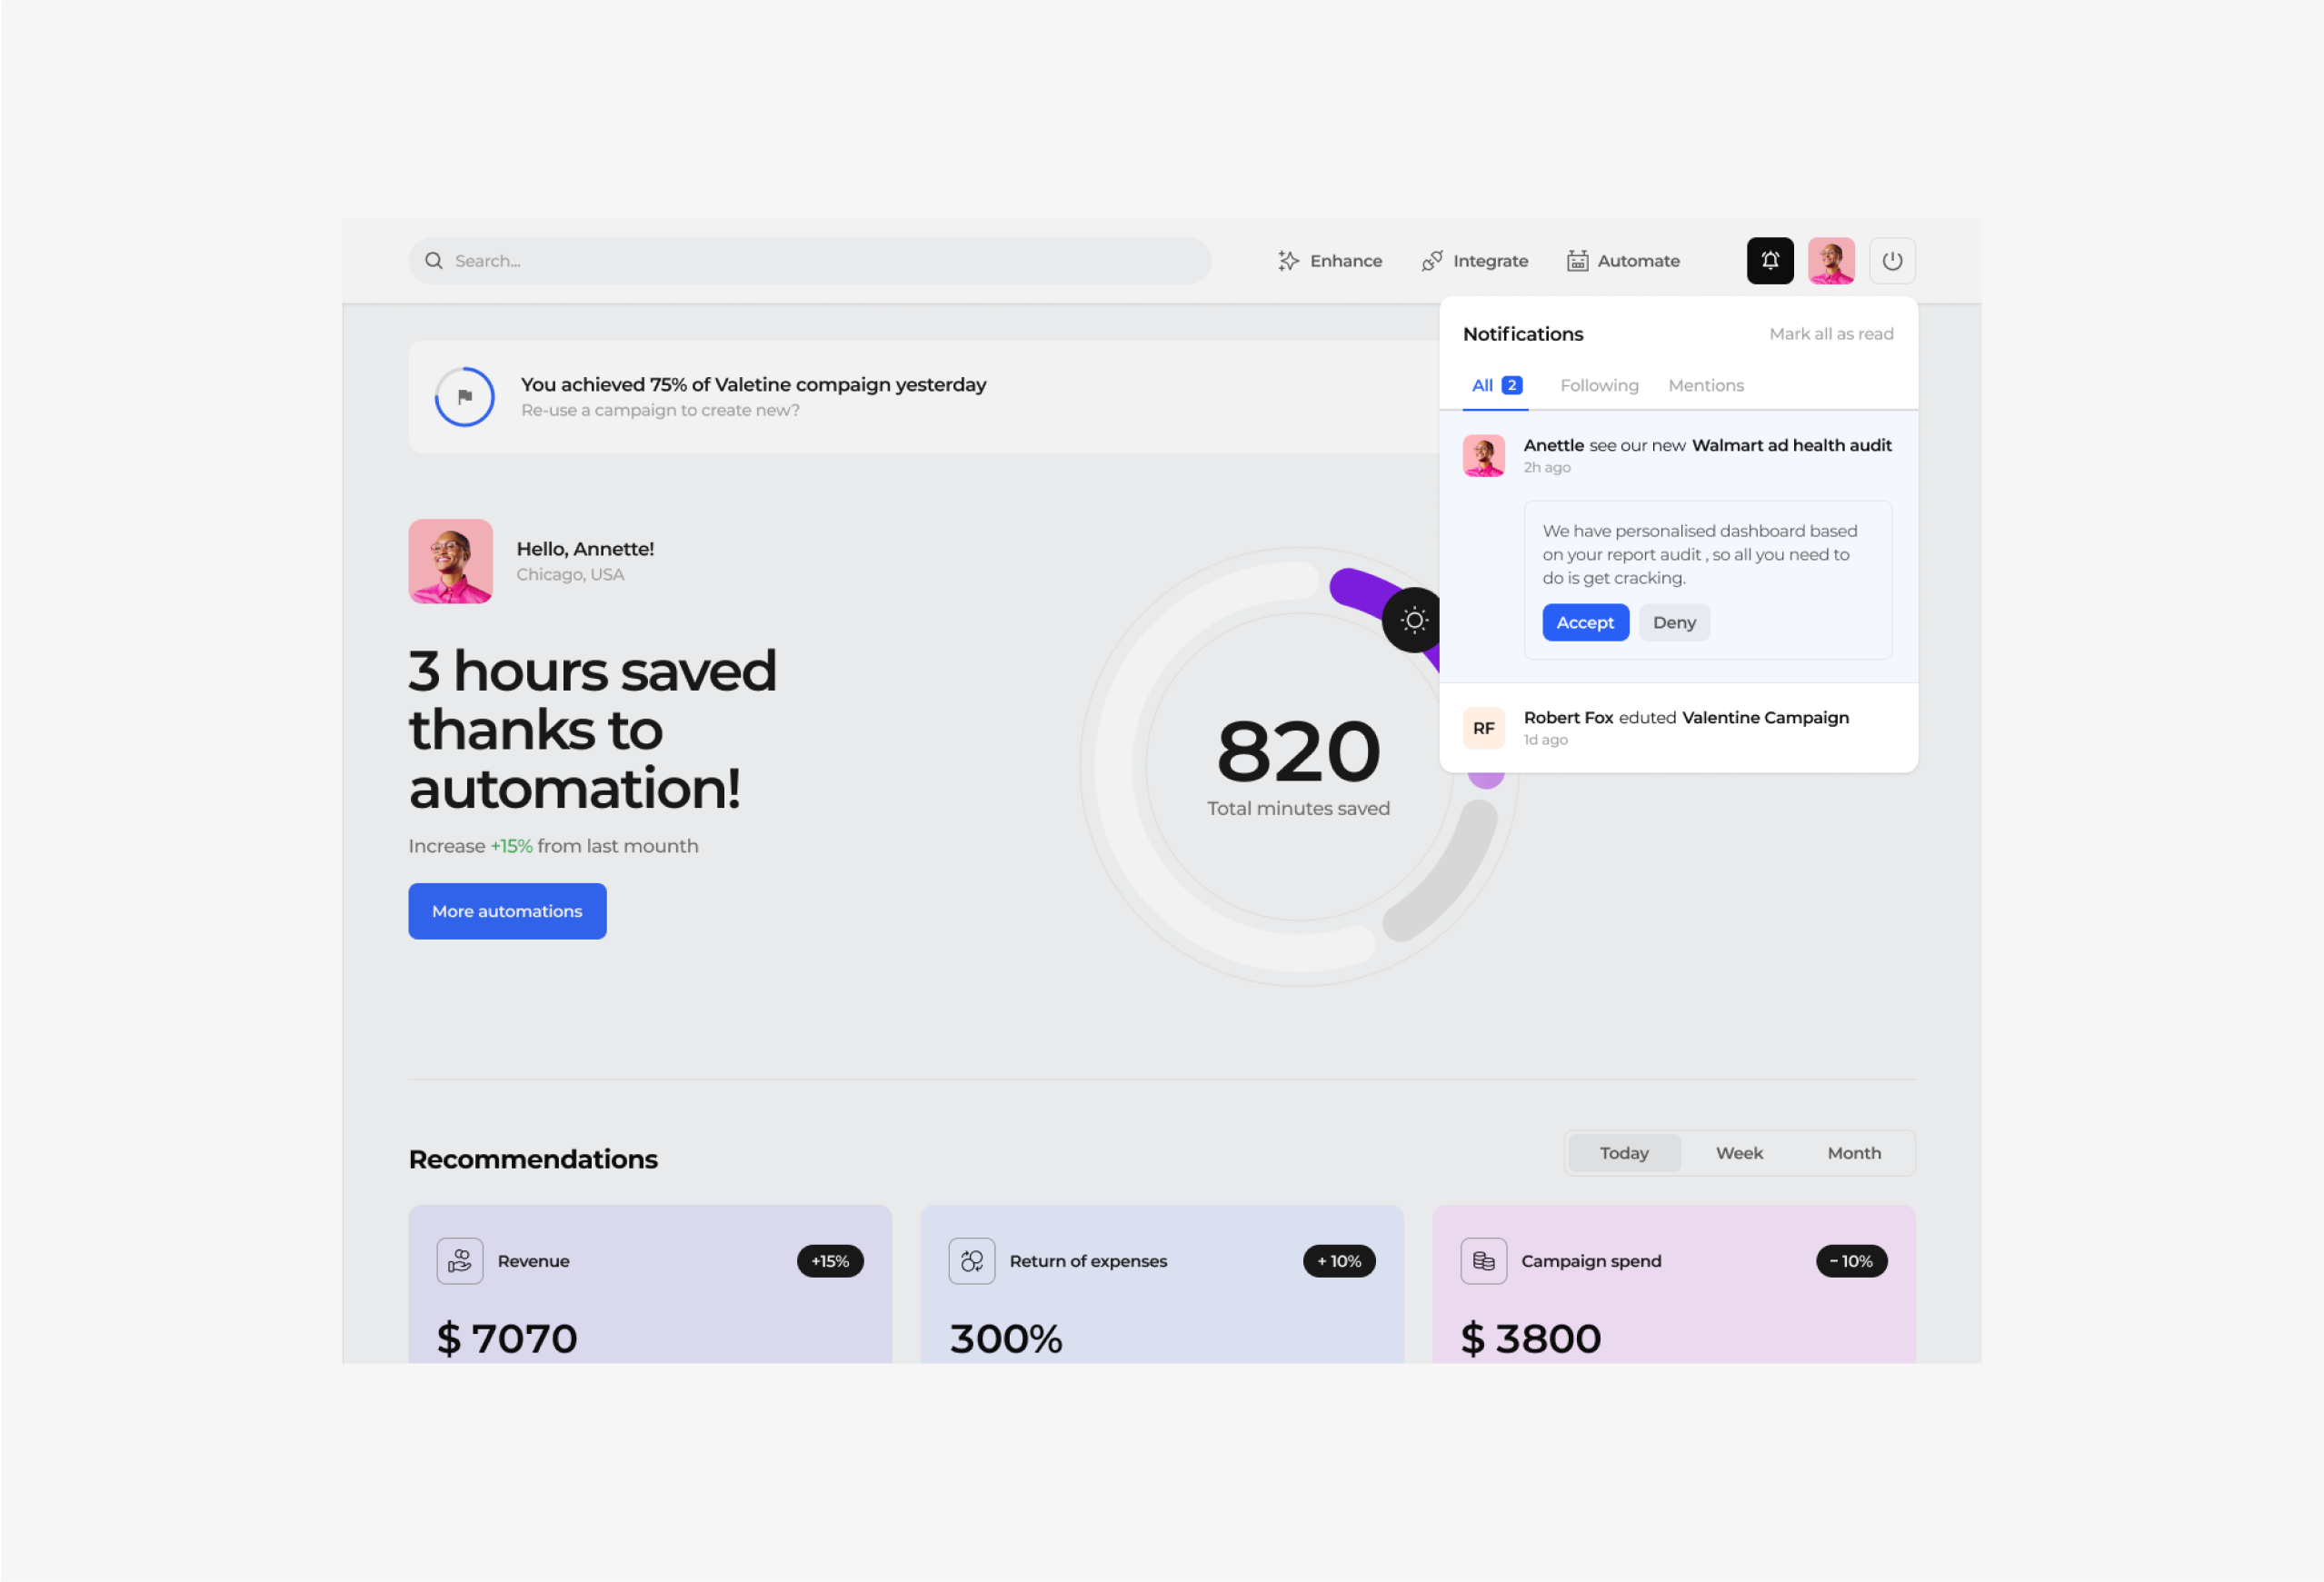 Search...
Enhance
Integrate
Automate
Notifications
Mark all as read
All 2
Following
Mentions
You achieved 75% of Valetine compaign yesterday
Re-use a campaign to create new?
Anettle see our new Walmart ad health audit
2h ago
We have personalised dashboard based
on your report audit , so all you need to
do is get cracking.
Accept
Deny
RF
Robert Fox eduted Valentine Campaign
1d ago
Hello, Annette!
Chicago, USA
3 hours saved
thanks to
automation!
Increase +15% from last mounth
More automations
820
Total minutes saved
Recommendations
Today
Week
Month
Revenue
+15%
$ 7070
Return of expenses
+ 10%
300%
Campaign spend
− 10%
$ 3800